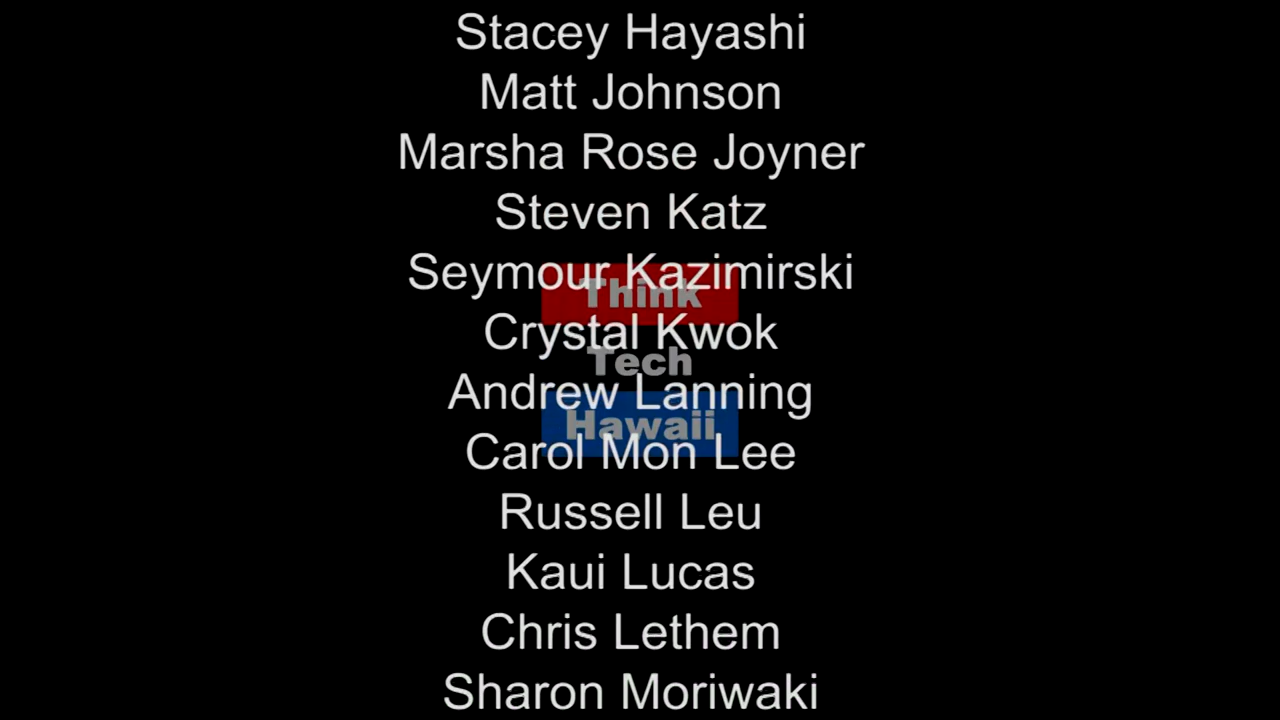 Stacey Hayashi
Matt Johnson
Marsha Rose Joyner
Steven Katz
Seymour Kazimirski
Think
Crystal Kwok
Tech
Andrew Lanning
Hawaii
Carol Mon Lee
Russell Leu
Kaui Lucas
Chris Lethem
Sharon Moriwaki